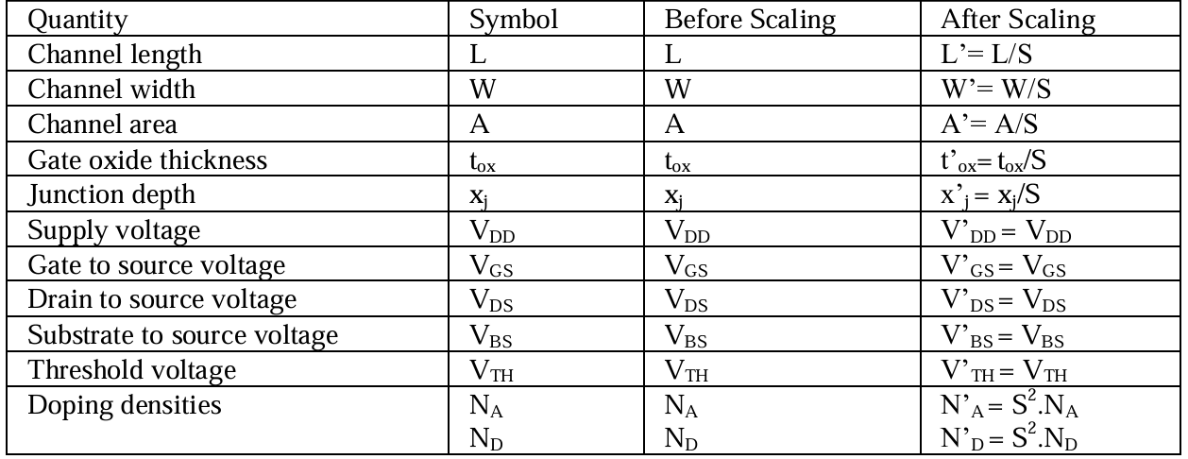 Quantity Symbol Before Scaling After Scaling
Channel length L L L’= L/S
Channel width W W W’= W/S
Channel area A A A’= A/S
Gate oxide thickness tox tox t’ox= tox/S
Junction depth xj xj x’j = xj/S
Supply voltage VDD VDD V’DD = VDD
Gate to source voltage VGS VGS V’GS = VGS
Drain to source voltage VDS VDS V’DS = VDS
Substrate to source voltage VBS VBS V’BS = VBS
Threshold voltage VTH VTH V’TH = VTH
Doping densities NA NA N’A = S².NA
ND ND N’D = S².ND